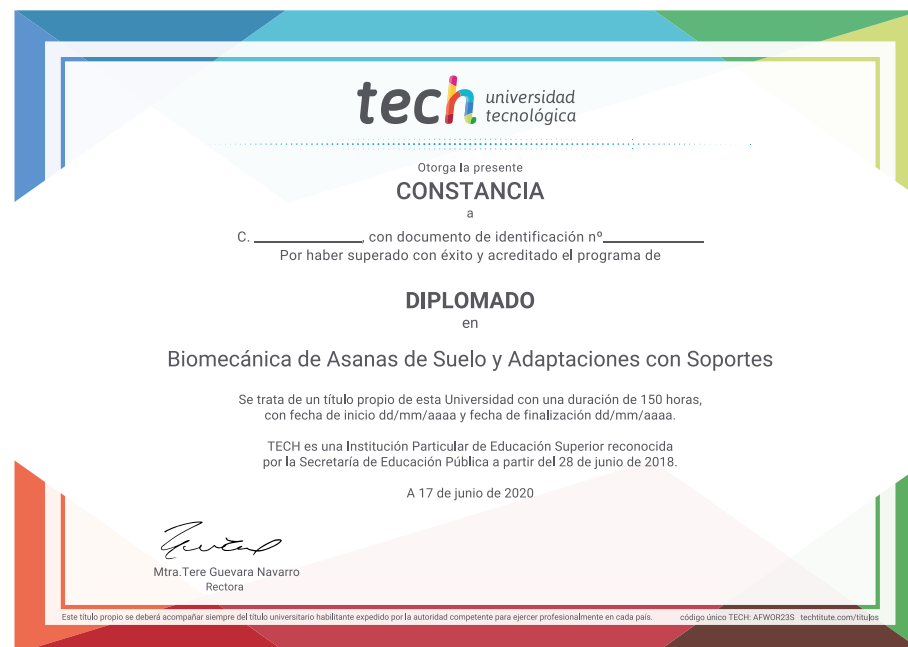 tech universidad
tecnológica
Otorga la presente
CONSTANCIA
a
C. ____________, con documento de identificación nº____________
Por haber superado con éxito y acreditado el programa de
DIPLOMADO
en
Biomecánica de Asanas de Suelo y Adaptaciones con Soportes
Se trata de un título propio de esta Universidad con una duración de 150 horas,
con fecha de inicio dd/mm/aaaa y fecha de finalización dd/mm/aaaa.
TECH es una Institución Particular de Educación Superior reconocida
por la Secretaría de Educación Pública a partir del 28 de junio de 2018.
A 17 de junio de 2020
Mtra.Tere Guevara Navarro
Rectora
Este título propio se deberá acompañar siempre del título universitario habilitante expedido por la autoridad competente para ejercer profesionalmente en cada país. código único TECH: AFWOR23S techtitute.com/titulos